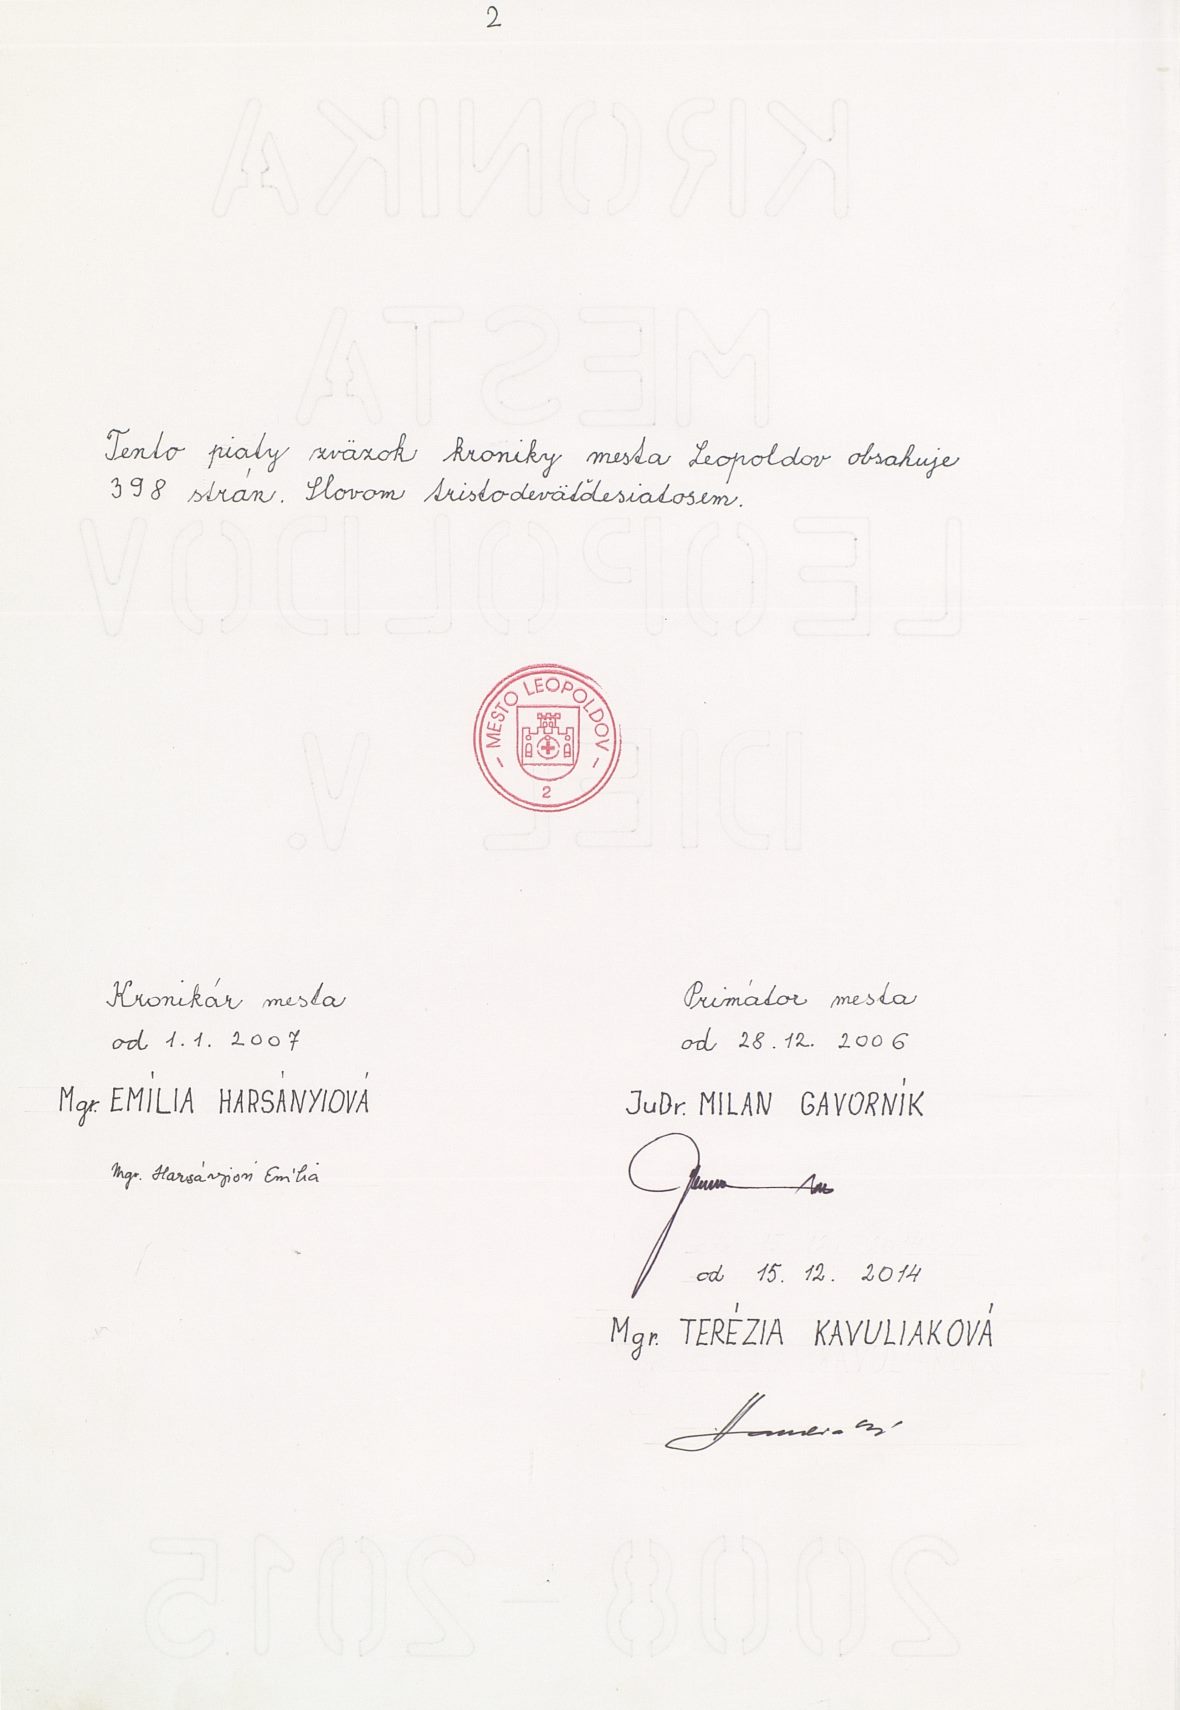 2
Tento piaty zväzok kroniky mesta Leopoldov obsahuje
398 strán. Slovom tristodeväťdesiatosem.
MESTO LEOPOLDOV
2
Kronikár mesta
od 1.1. 2007
Mgr. EMÍLIA HARSÁNYIOVÁ
Mgr. Harsányiová Emília
Primátor mesta
od 28.12. 2006
JuDr. MILAN GAVORNÍK
od 15. 12. 2014
Mgr. TERÉZIA KAVULIAKOVÁ
KRONIKA
MESTA
LEOPOLDOV
DIEL V.
2008 - 2015